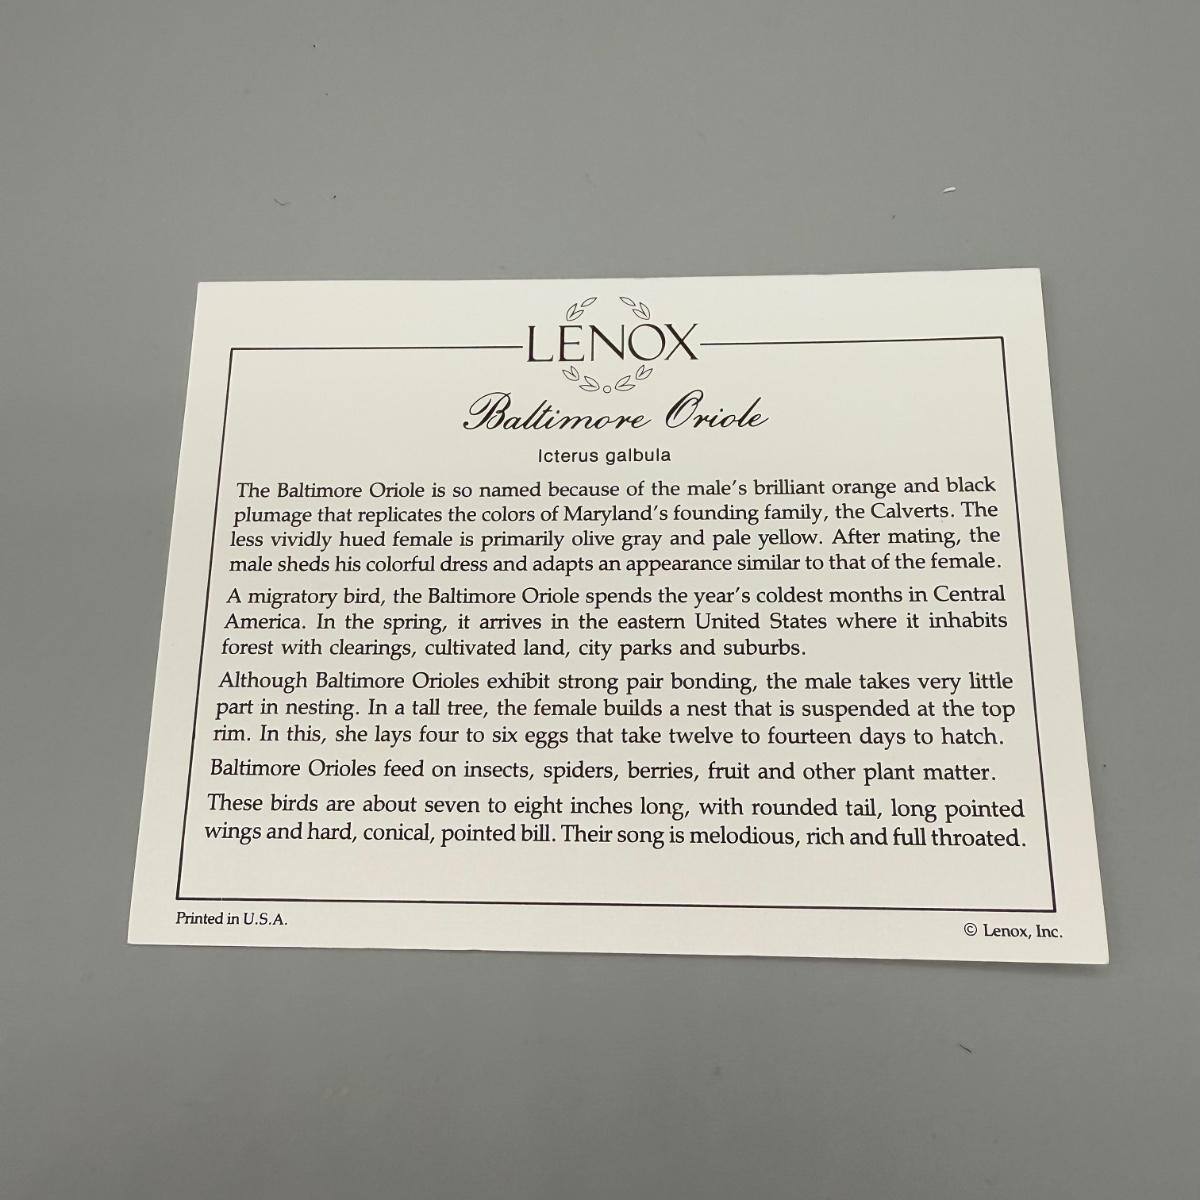 LENOX
Baltimore Oriole
Icterus galbula
The Baltimore Oriole is so named because of the male's brilliant orange and black
plumage that replicates the colors of Maryland's founding family, the Calverts. The
less vividly hued female is primarily olive gray and pale yellow. After mating, the
male sheds his colorful dress and adapts an appearance similar to that of the female.
A migratory bird, the Baltimore Oriole spends the year's coldest months in Central
America. In the spring, it arrives in the eastern United States where it inhabits
forest with clearings, cultivated land, city parks and suburbs.
Although Baltimore Orioles exhibit strong pair bonding, the male takes very little
part in nesting. In a tall tree, the female builds a nest that is suspended at the top
rim. In this, she lays four to six eggs that take twelve to fourteen days to hatch.
Baltimore Orioles feed on insects, spiders, berries, fruit and other plant matter.
These birds are about seven to eight inches long, with rounded tail, long pointed
wings and hard, conical, pointed bill. Their song is melodious, rich and full throated.
Printed in U.S.A.
© Lenox, Inc.